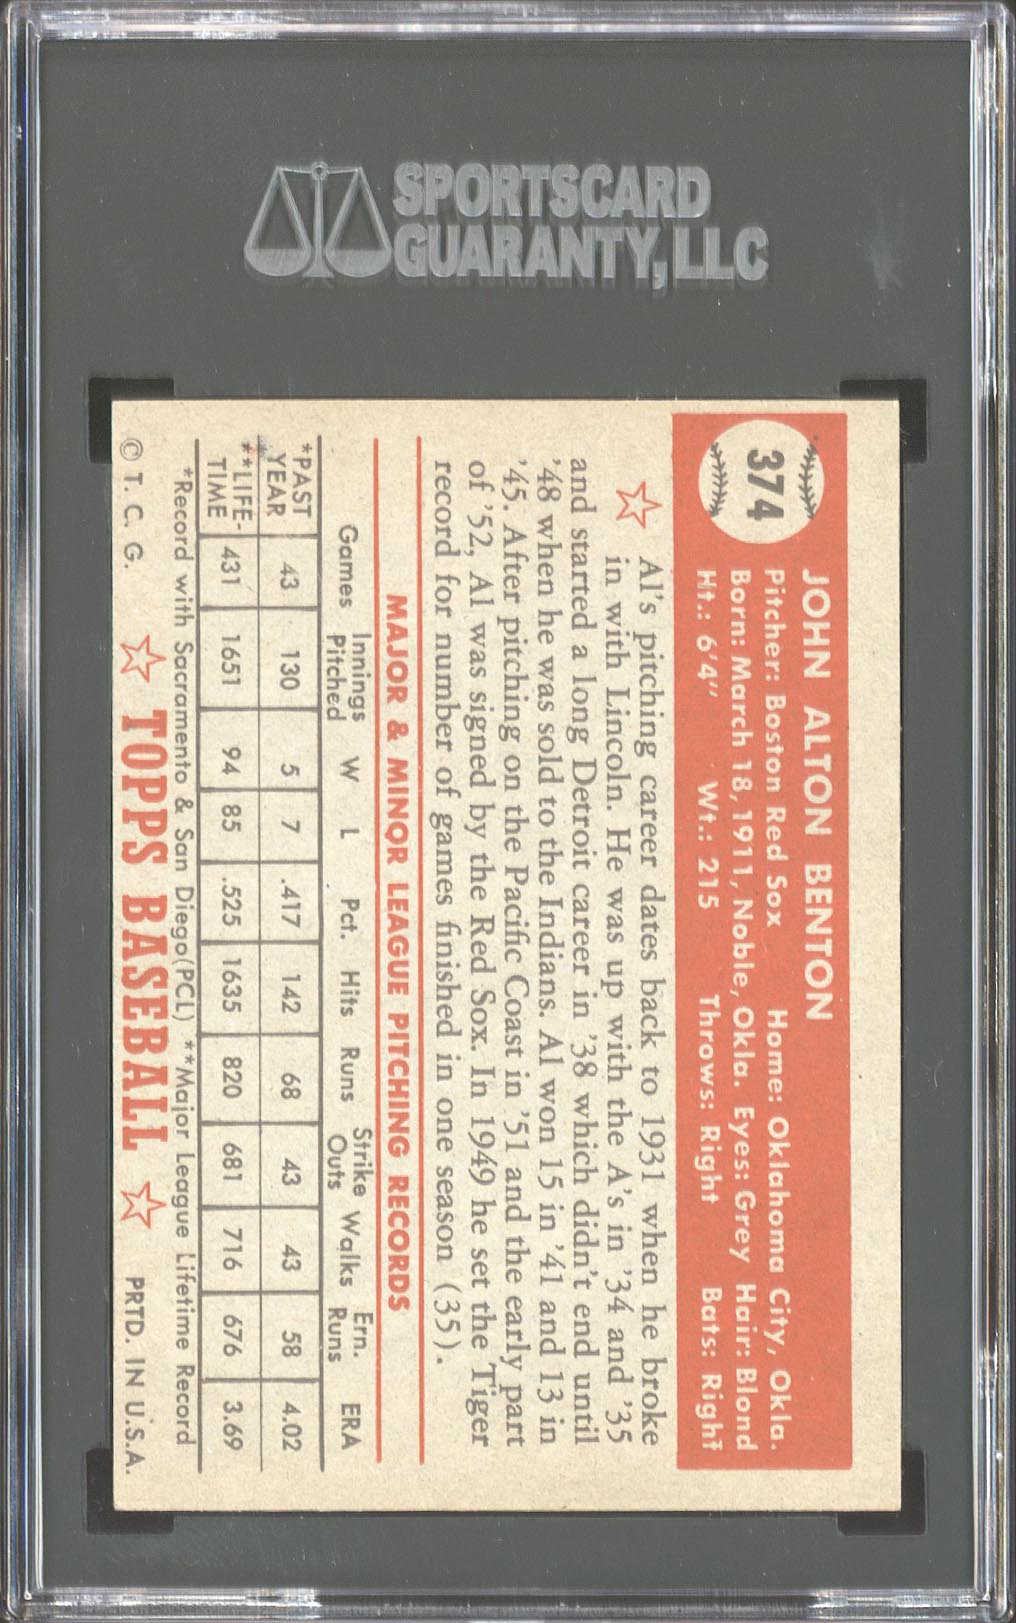 SPORTSCARD
GUARANTY, LLC
374
JOHN ALTON BENTON
Pitcher: Boston Red Sox Home: Oklahoma City, Okla.
Born: March 18, 1911, Noble, Okla. Eyes: Grey Hair: Blond
Ht.: 6'4" Wt.: 215 Throws: Right Bats: Right
Al's pitching career dates back to 1931 when he broke
in with Lincoln. He was up with the A's in '34 and '35
and started a long Detroit career in '38 which didn't end until
'48 when he was sold to the Indians. Al won 15 in '41 and 13 in
'45. After pitching on the Pacific Coast in '51 and the early part
of '52, Al was signed by the Red Sox. In 1949 he set the Tiger
record for number of games finished in one season (35).
MAJOR & MINOR LEAGUE PITCHING RECORDS
Games Innings Pitched W L Pct. Hits Runs Strike Outs Walks Ern. Runs ERA
*PAST YEAR 43 130 5 7 .417 142 68 43 43 58 4.02
**LIFE-TIME 431 1651 94 85 .525 1635 820 681 716 676 3.69
*Record with Sacramento & San Diego(PCL) **Major League Lifetime Record
© T. C. G. TOPPS BASEBALL PRTD. IN U.S.A.